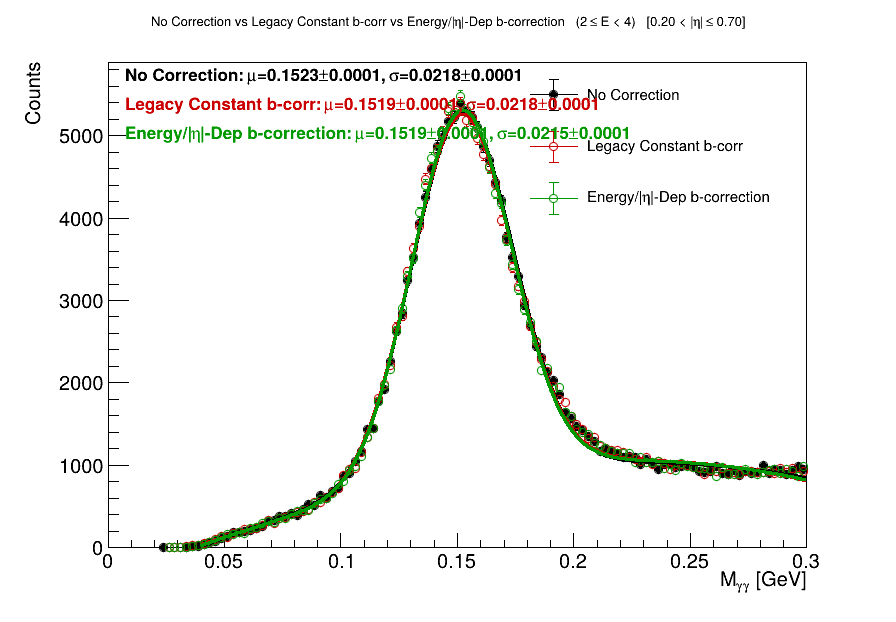 No Correction vs Legacy Constant b-corr vs Energy/|η|-Dep b-correction (2 ≤ E < 4) [0.20 < |η| ≤ 0.70]
Counts
No Correction: μ=0.1523±0.0001, σ=0.0218±0.0001
Legacy Constant b-corr: μ=0.1519±0.0001, σ=0.0218±0.0001
Energy/|η|-Dep b-correction: μ=0.1519±0.0001, σ=0.0215±0.0001
No Correction
Legacy Constant b-corr
Energy/|η|-Dep b-correction
5000
4000
3000
2000
1000
0
0 0.05 0.1 0.15 0.2 0.25 0.3
M_γγ [GeV]